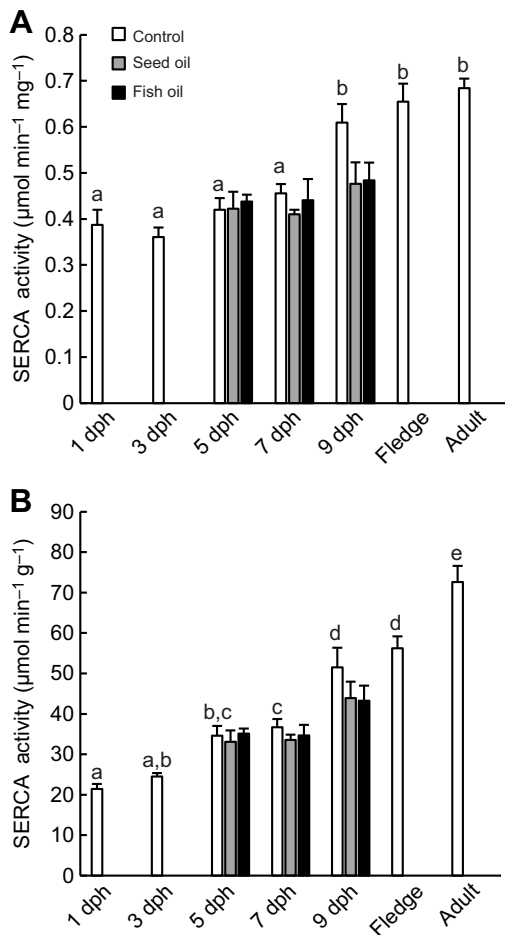 A
Control
Seed oil
Fish oil
SERCA activity (µmol min⁻¹ mg⁻¹)
0.8
0.7
0.6
0.5
0.4
0.3
0.2
0.1
0
a
a
a
a
b
b
b
1 dph
3 dph
5 dph
7 dph
9 dph
Fledge
Adult
B
SERCA activity (µmol min⁻¹ g⁻¹)
90
80
70
60
50
40
30
20
10
0
a
a,b
b,c
c
d
d
e
1 dph
3 dph
5 dph
7 dph
9 dph
Fledge
Adult